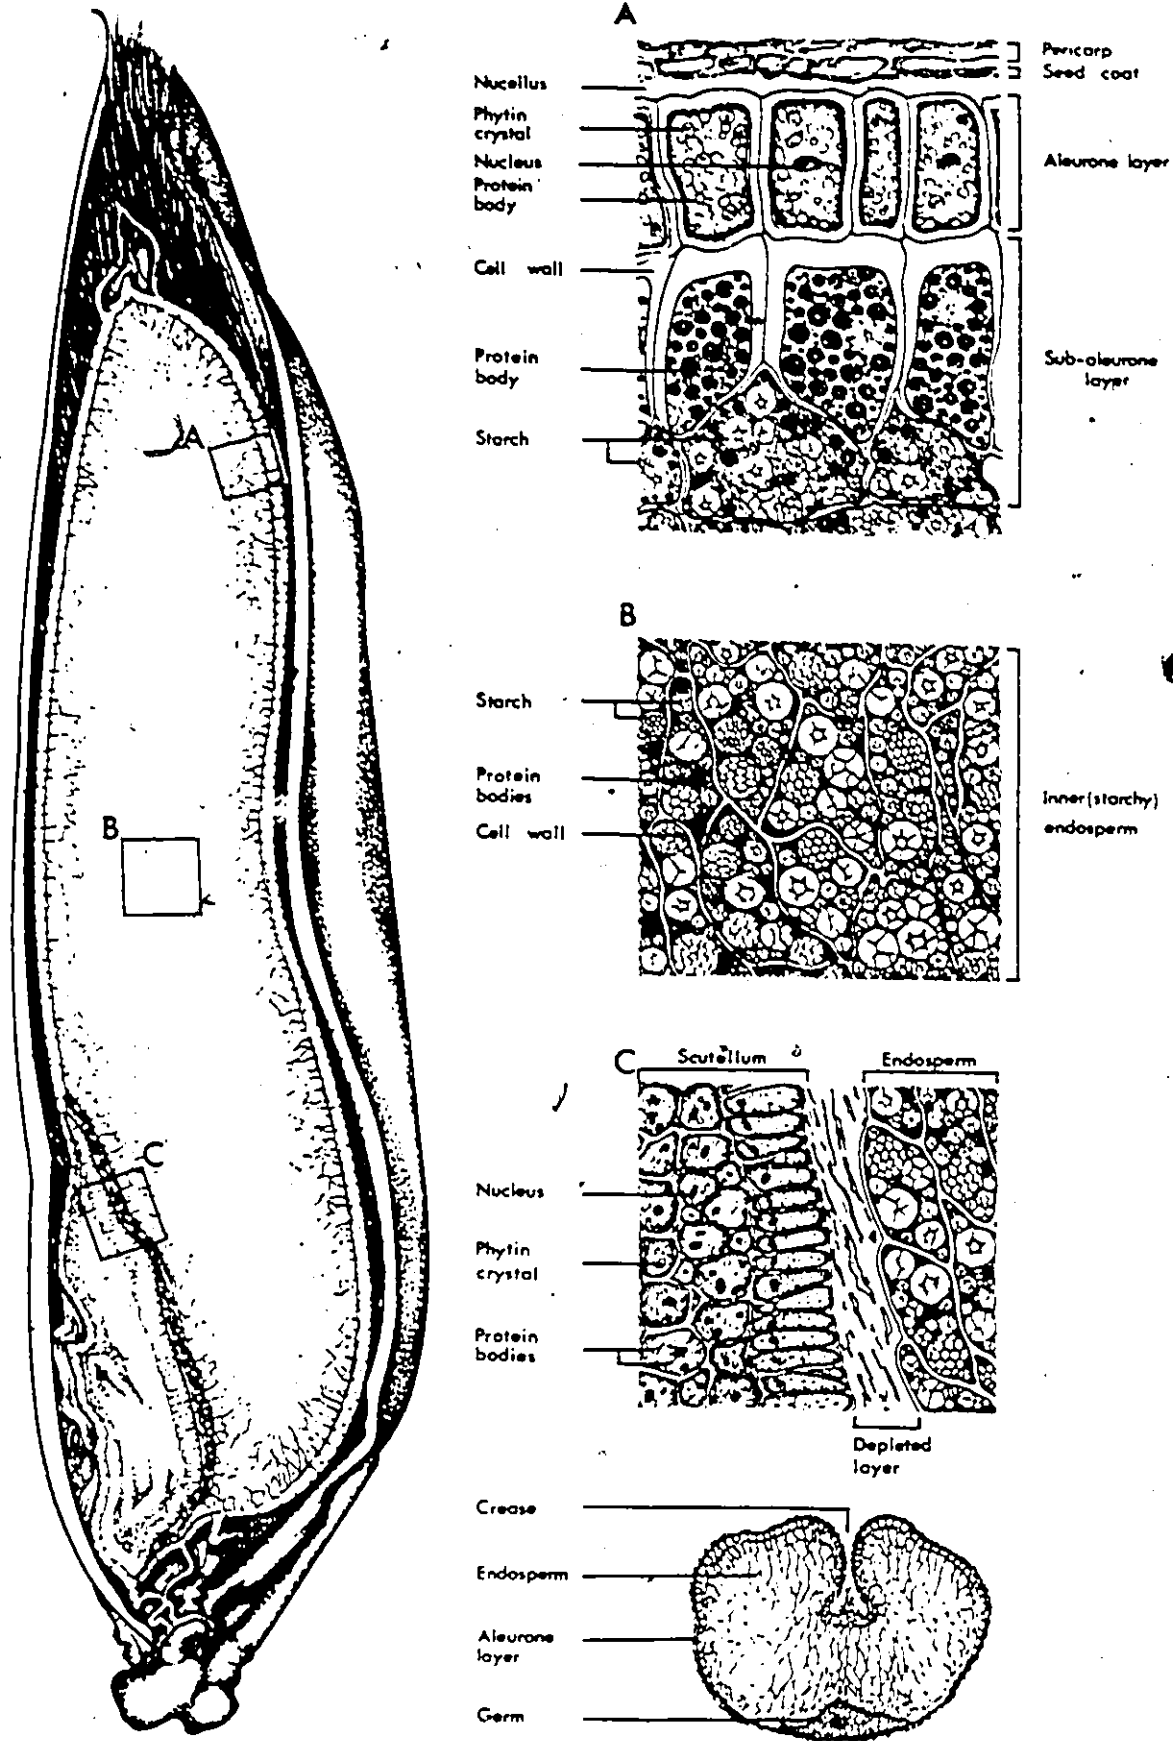 A
Pericarp
Seed coat
Nucellus
Phytin
crystal
Nucleus
Protein
body
Aleurone layer
Cell wall
Protein
body
Sub-aleurone
layer
Starch
A
B
Starch
Protein
bodies
Cell wall
Inner(starchy)
endosperm
B
C
Scutellum
Endosperm
C
Nucleus
Phytin
crystal
Protein
bodies
Depleted
layer
Crease
Endosperm
Aleurone
layer
Germ